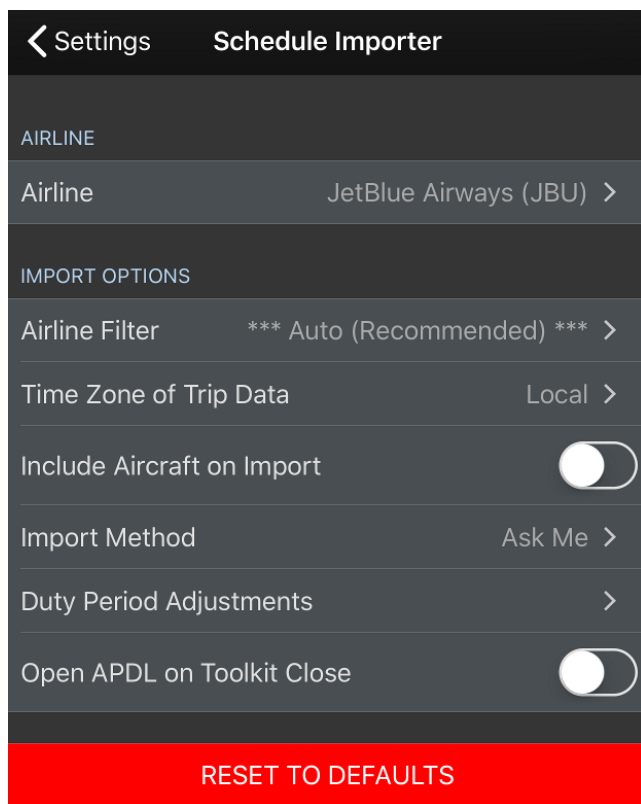 Settings Schedule Importer
AIRLINE
Airline JetBlue Airways (JBU)
IMPORT OPTIONS
Airline Filter *** Auto (Recommended) ***
Time Zone of Trip Data Local
Include Aircraft on Import
Import Method Ask Me
Duty Period Adjustments
Open APDL on Toolkit Close
RESET TO DEFAULTS